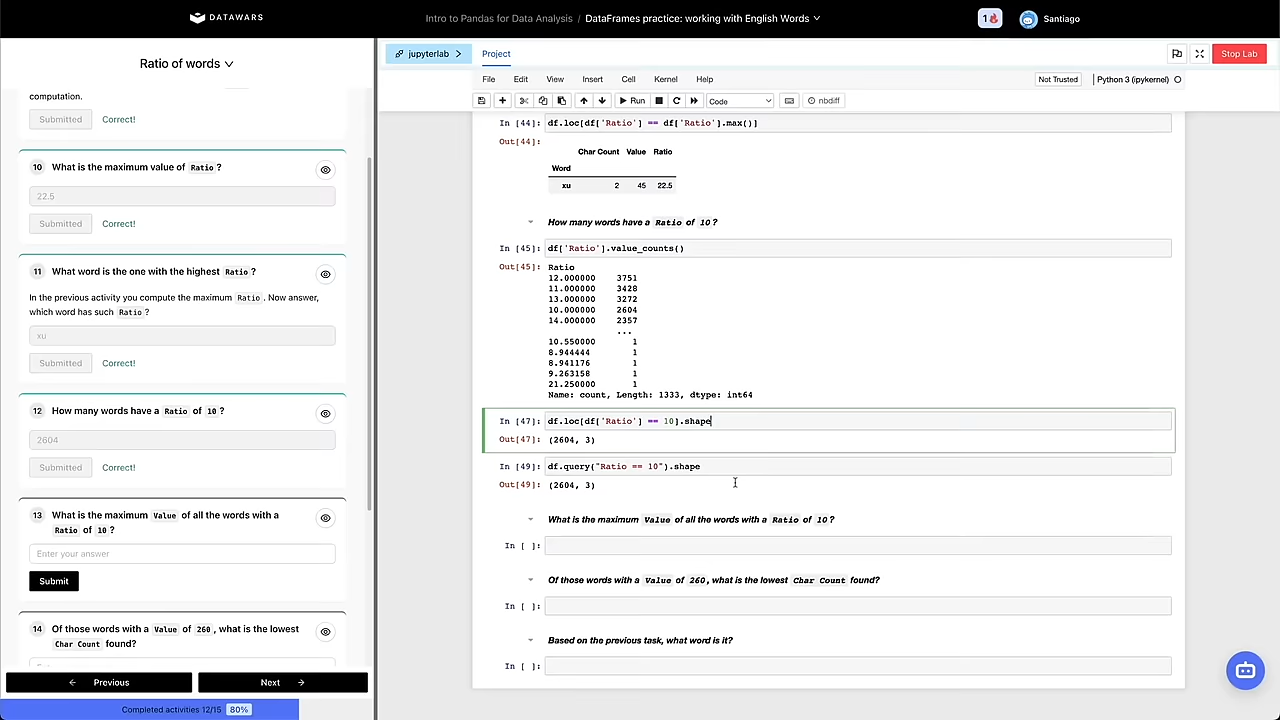 DATAWARS
Intro to Pandas for Data Analysis / DataFrames practice: working with English Words
1
Santiago
Ratio of words
jupyterlab
Project
Stop Lab
File Edit View Insert Cell Kernel Help
Not Trusted
Python 3 (ipykernel)
Run
Code
nbdiff
computation.
Submitted
Correct!
10 What is the maximum value of Ratio ?
22.5
Submitted
Correct!
11 What word is the one with the highest Ratio ?
In the previous activity you compute the maximum Ratio . Now answer,
which word has such Ratio ?
xu
Submitted
Correct!
12 How many words have a Ratio of 10 ?
2604
Submitted
Correct!
13 What is the maximum Value of all the words with a
Ratio of 10 ?
Enter your answer
Submit
14 Of those words with a Value of 260 , what is the lowest
Char Count found?
Previous
Next
Completed activities 12/15 80%
In [44]: df.loc[df['Ratio'] == df['Ratio'].max()]
Out[44]:
Char Count Value Ratio
Word
xu 2 45 22.5
How many words have a Ratio of 10 ?
In [45]: df['Ratio'].value_counts()
Out[45]: Ratio
12.000000 3751
11.000000 3428
13.000000 3272
10.000000 2604
14.000000 2357
...
10.550000 1
8.944444 1
8.941176 1
9.263158 1
21.250000 1
Name: count, Length: 1333, dtype: int64
In [47]: df.loc[df['Ratio'] == 10].shape
Out[47]: (2604, 3)
In [49]: df.query("Ratio == 10").shape
Out[49]: (2604, 3)
What is the maximum Value of all the words with a Ratio of 10 ?
In [ ]:
Of those words with a Value of 260 , what is the lowest Char Count found?
In [ ]:
Based on the previous task, what word is it?
In [ ]: